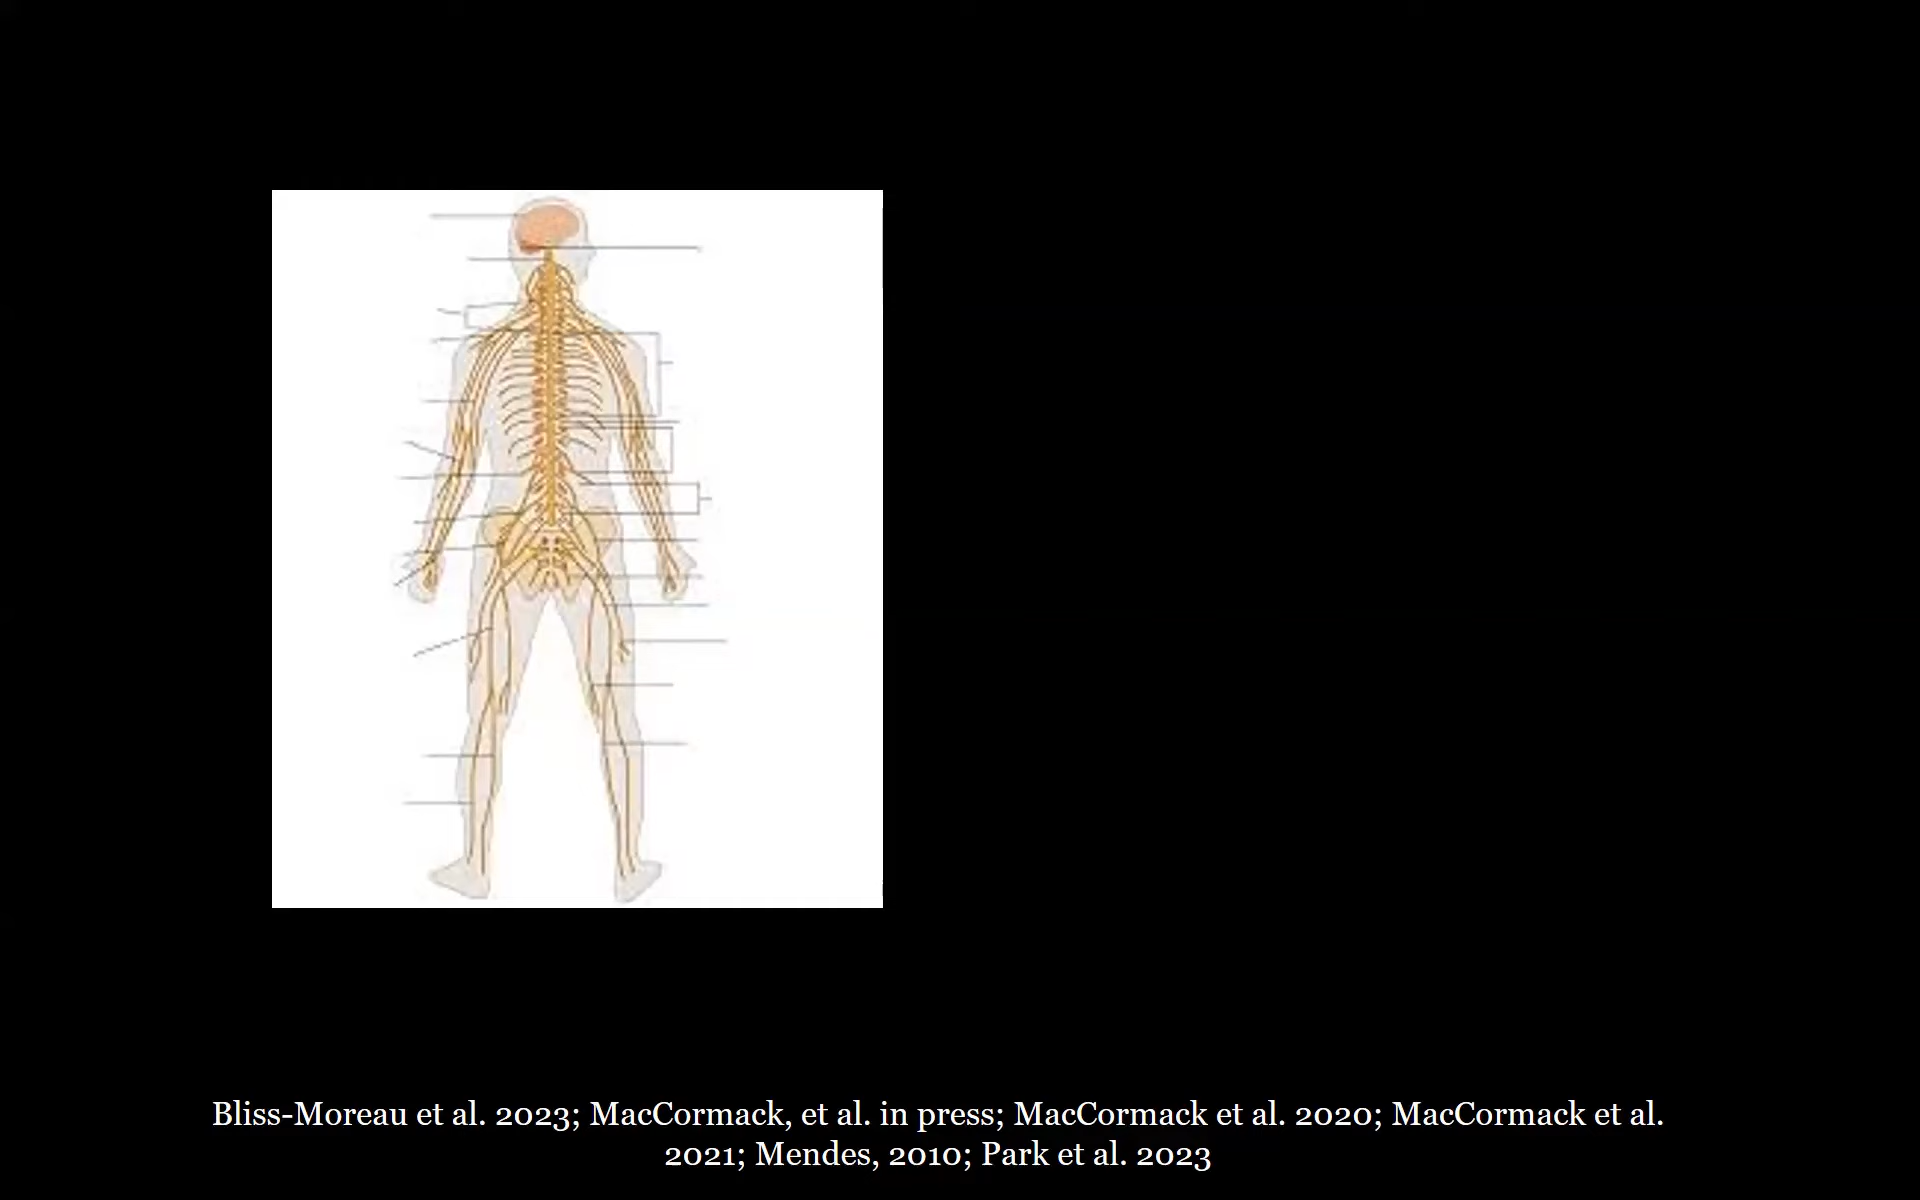 Bliss-Moreau et al. 2023; MacCormack, et al. in press; MacCormack et al. 2020; MacCormack et al.
2021; Mendes, 2010; Park et al. 2023